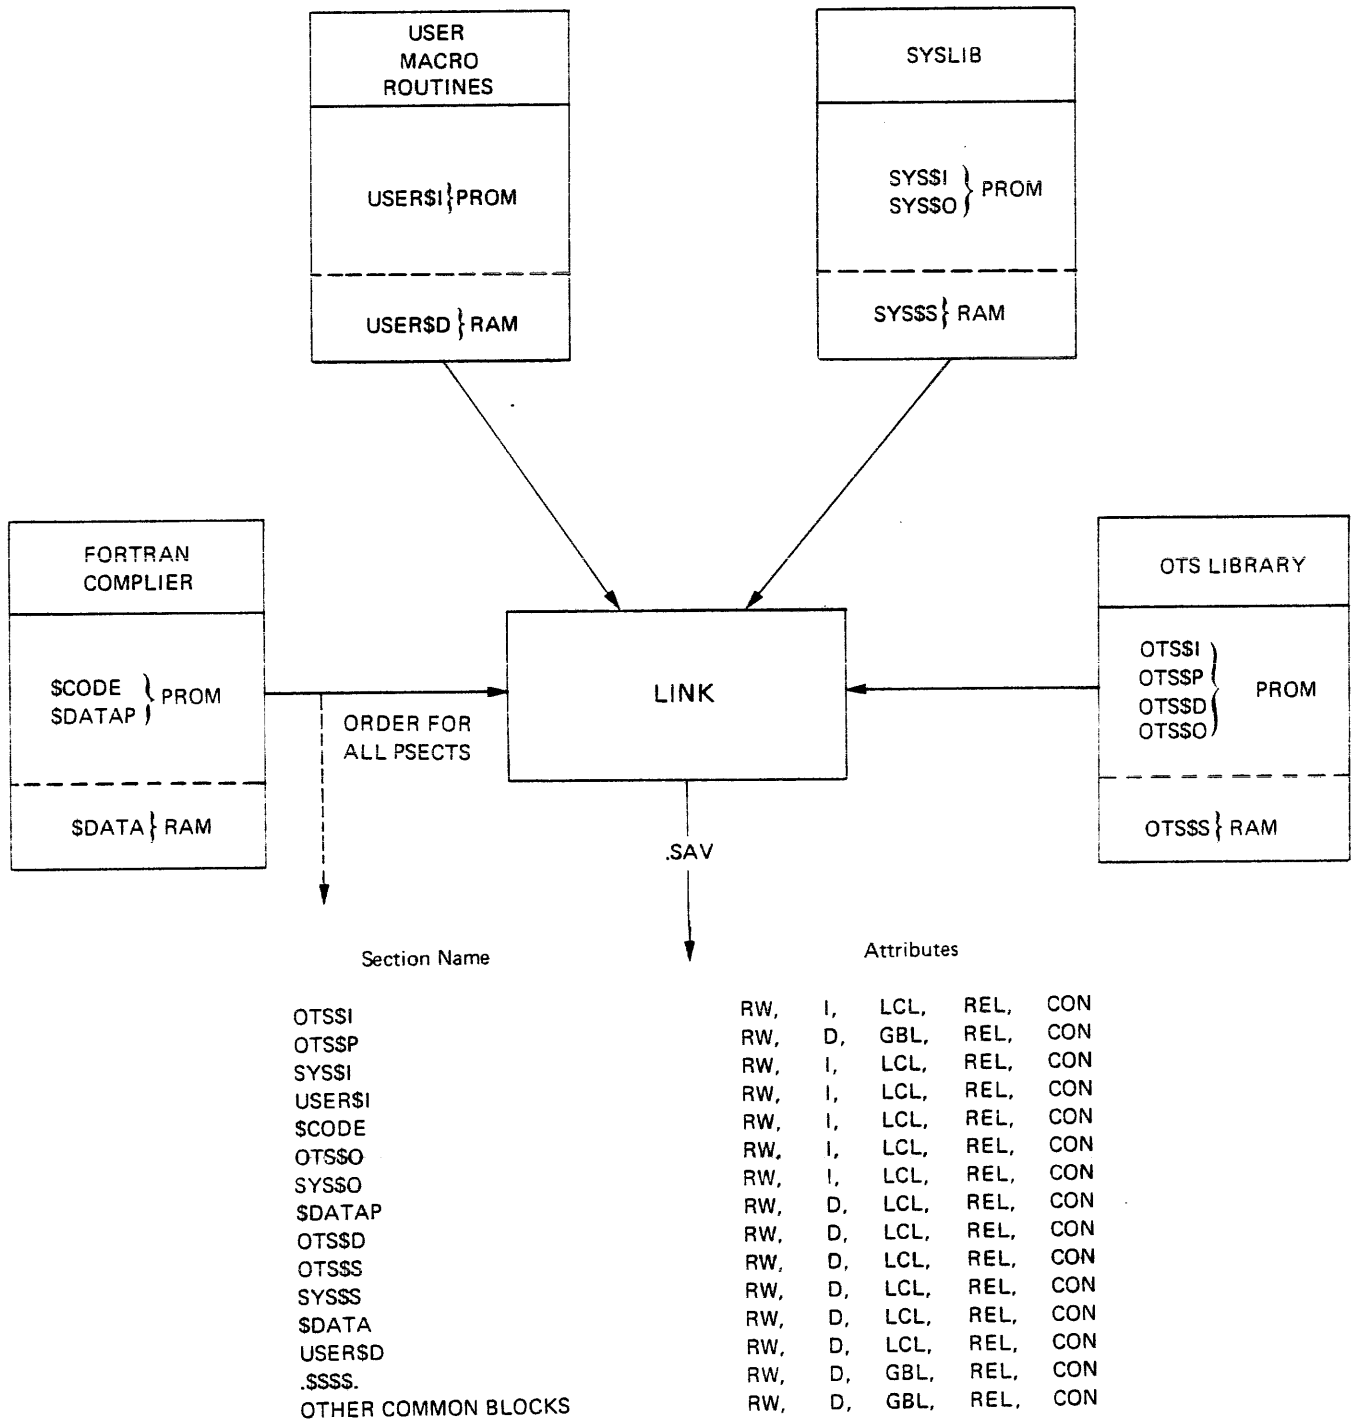 USER
MACRO
ROUTINES
USER$I}PROM
USER$D}RAM
SYSLIB
SYS$I
SYS$O
} PROM
SYS$S} RAM
FORTRAN
COMPLIER
$CODE
$DATAP
} PROM
$DATA} RAM
ORDER FOR
ALL PSECTS
LINK
.SAV
OTS LIBRARY
OTS$I
OTS$P
OTS$D
OTS$O
} PROM
OTS$S} RAM
Section Name Attributes
OTS$I RW, I, LCL, REL, CON
OTS$P RW, D, GBL, REL, CON
SYS$I RW, I, LCL, REL, CON
USER$I RW, I, LCL, REL, CON
$CODE RW, I, LCL, REL, CON
OTS$O RW, I, LCL, REL, CON
SYS$O RW, I, LCL, REL, CON
$DATAP RW, D, LCL, REL, CON
OTS$D RW, D, LCL, REL, CON
OTS$S RW, D, LCL, REL, CON
SYS$S RW, D, LCL, REL, CON
$DATA RW, D, LCL, REL, CON
USER$D RW, D, LCL, REL, CON
.$$$$. RW, D, GBL, REL, CON
OTHER COMMON BLOCKS RW, D, GBL, REL, CON